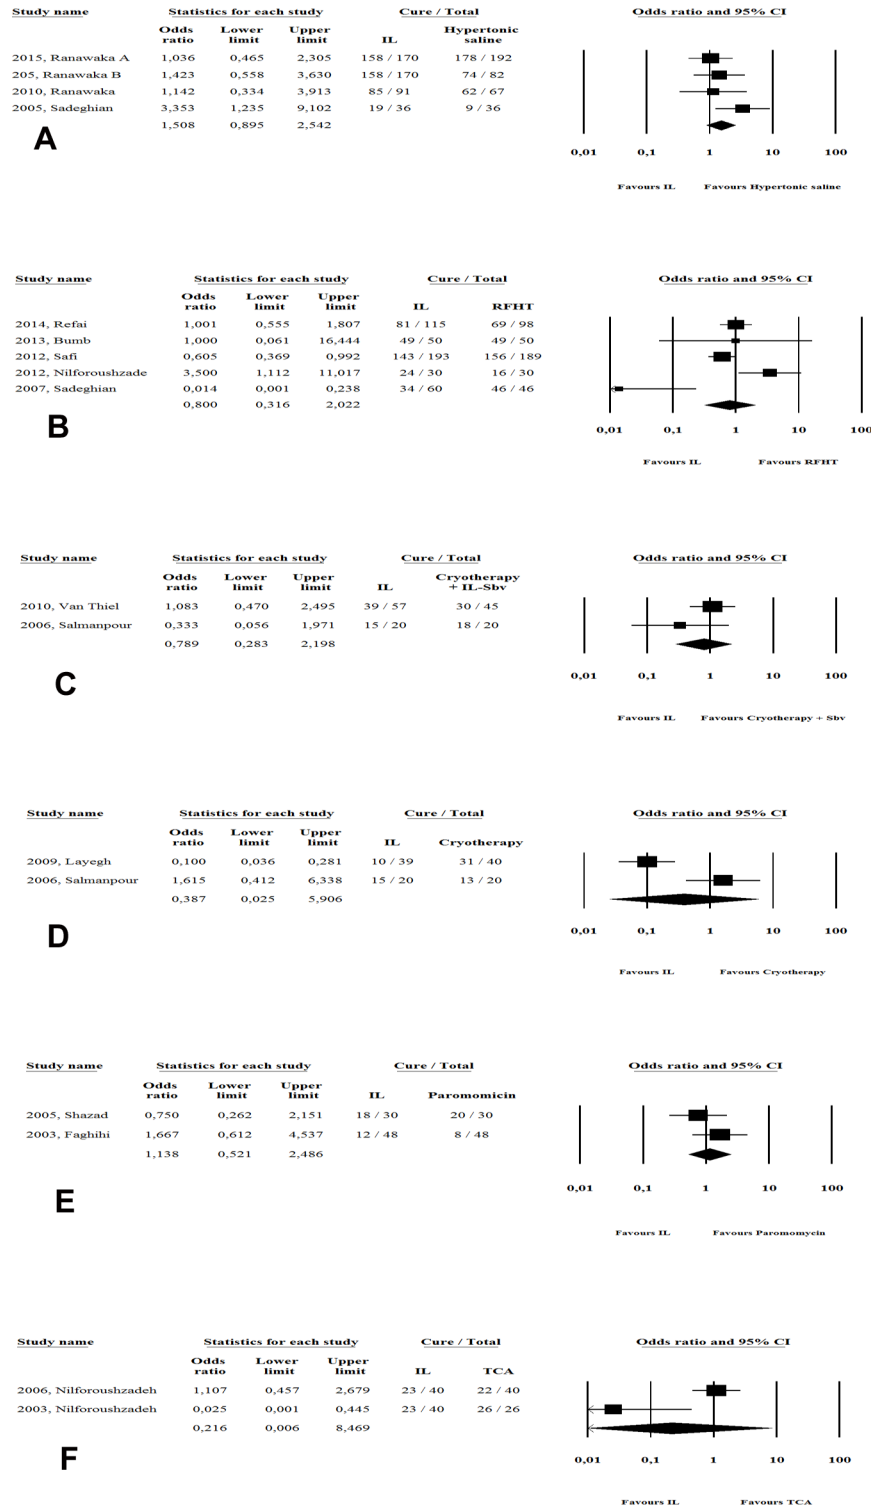 Study name Statistics for each study Cure / Total Odds ratio and 95% CI
Odds ratio Lower limit Upper limit IL Hypertonic saline
2015, Ranawaka A 1,036 0,465 2,305 158 / 170 178 / 192
205, Ranawaka B 1,423 0,558 3,630 158 / 170 74 / 82
2010, Ranawaka 1,142 0,334 3,913 85 / 91 62 / 67
2005, Sadeghian 3,353 1,235 9,102 19 / 36 9 / 36
1,508 0,895 2,542
A
0,01 0,1 1 10 100
Favours IL Favours Hypertonic saline
Study name Statistics for each study Cure / Total Odds ratio and 95% CI
Odds ratio Lower limit Upper limit IL RFHT
2014, Refai 1,001 0,555 1,807 81 / 115 69 / 98
2013, Bumb 1,000 0,061 16,444 49 / 50 49 / 50
2012, Safi 0,605 0,369 0,992 143 / 193 156 / 189
2012, Nilforoushzade 3,500 1,112 11,017 24 / 30 16 / 30
2007, Sadeghian 0,014 0,001 0,238 34 / 60 46 / 46
0,800 0,316 2,022
B
0,01 0,1 1 10 100
Favours IL Favours RFHT
Study name Statistics for each study Cure / Total Odds ratio and 95% CI
Odds ratio Lower limit Upper limit IL Cryotherapy + IL-Sbv
2010, Van Thiel 1,083 0,470 2,495 39 / 57 30 / 45
2006, Salmanpour 0,333 0,056 1,971 15 / 20 18 / 20
0,789 0,283 2,198
C
0,01 0,1 1 10 100
Favours IL Favours Cryotherapy + Sbv
Study name Statistics for each study Cure / Total Odds ratio and 95% CI
Odds ratio Lower limit Upper limit IL Cryotherapy
2009, Layegh 0,100 0,036 0,281 10 / 39 31 / 40
2006, Salmanpour 1,615 0,412 6,338 15 / 20 13 / 20
0,387 0,025 5,906
D
0,01 0,1 1 10 100
Favours IL Favours Cryotherapy
Study name Statistics for each study Cure / Total Odds ratio and 95% CI
Odds ratio Lower limit Upper limit IL Paromomicin
2005, Shazad 0,750 0,262 2,151 18 / 30 20 / 30
2003, Faghihi 1,667 0,612 4,537 12 / 48 8 / 48
1,138 0,521 2,486
E
0,01 0,1 1 10 100
Favours IL Favours Paromomycin
Study name Statistics for each study Cure / Total Odds ratio and 95% CI
Odds ratio Lower limit Upper limit IL TCA
2006, Nilforoushzadeh 1,107 0,457 2,679 23 / 40 22 / 40
2003, Nilforoushzadeh 0,025 0,001 0,445 23 / 40 26 / 26
0,216 0,006 8,469
F
0,01 0,1 1 10 100
Favours IL Favours TCA